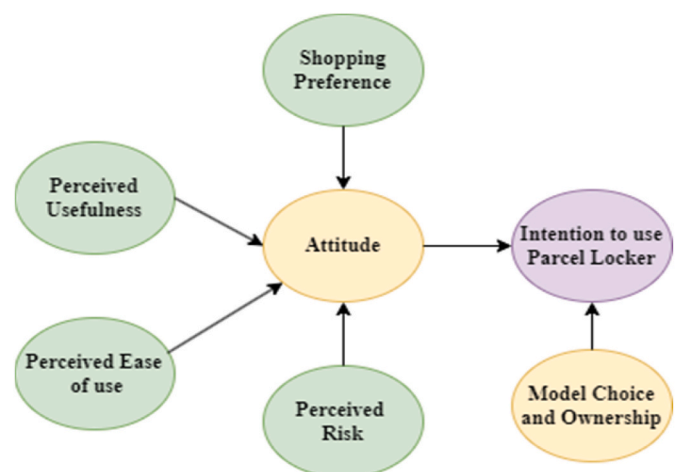 Shopping
Preference
Perceived
Usefulness
Attitude
Intention to use
Parcel Locker
Perceived Ease
of use
Perceived
Risk
Model Choice
and Ownership